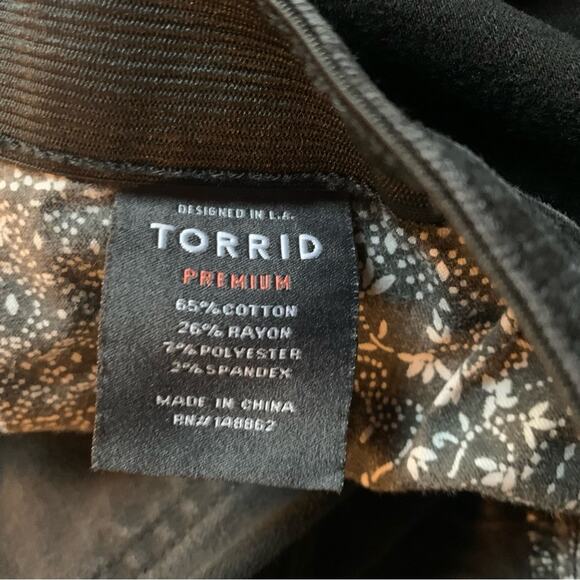 DESIGNED IN L.A.
TORRID
PREMIUM
65% COTTON
26% RAYON
7% POLYESTER
2% SPANDEX
MADE IN CHINA
RN# 148862